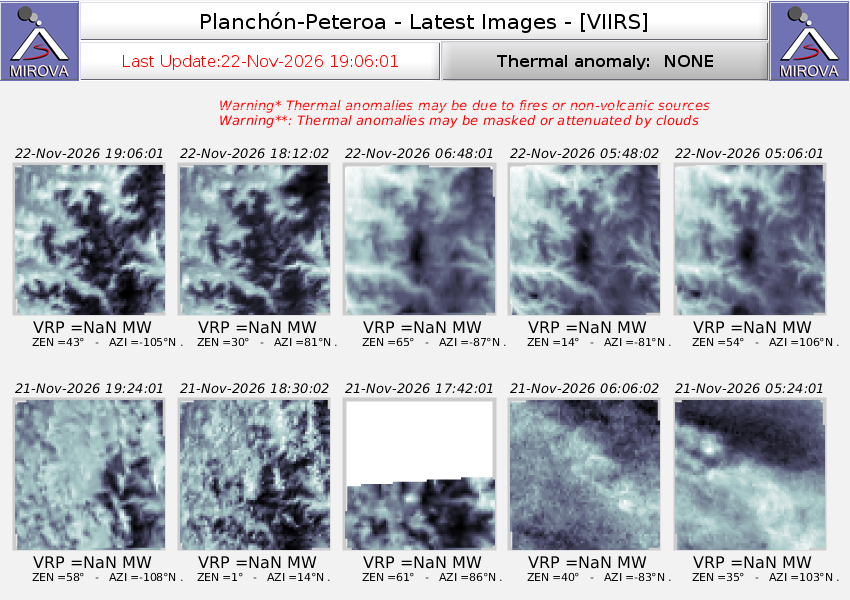 Planchón-Peteroa - Latest Images - [VIIRS]
MIROVA
Last Update:22-Nov-2026 19:06:01
Thermal anomaly: NONE
MIROVA
Warning* Thermal anomalies may be due to fires or non-volcanic sources
Warning**: Thermal anomalies may be masked or attenuated by clouds
22-Nov-2026 19:06:01 22-Nov-2026 18:12:02 22-Nov-2026 06:48:01 22-Nov-2026 05:48:02 22-Nov-2026 05:06:01
VRP =NaN MW VRP =NaN MW VRP =NaN MW VRP =NaN MW VRP =NaN MW
ZEN =43° - AZI =-105°N . ZEN =30° - AZI =81°N . ZEN =65° - AZI =-87°N . ZEN =14° - AZI =-81°N . ZEN =54° - AZI =106°N .
21-Nov-2026 19:24:01 21-Nov-2026 18:30:02 21-Nov-2026 17:42:01 21-Nov-2026 06:06:02 21-Nov-2026 05:24:01
VRP =NaN MW VRP =NaN MW VRP =NaN MW VRP =NaN MW VRP =NaN MW
ZEN =58° - AZI =-108°N . ZEN =1° - AZI =14°N . ZEN =61° - AZI =86°N . ZEN =40° - AZI =-83°N . ZEN =35° - AZI =103°N .